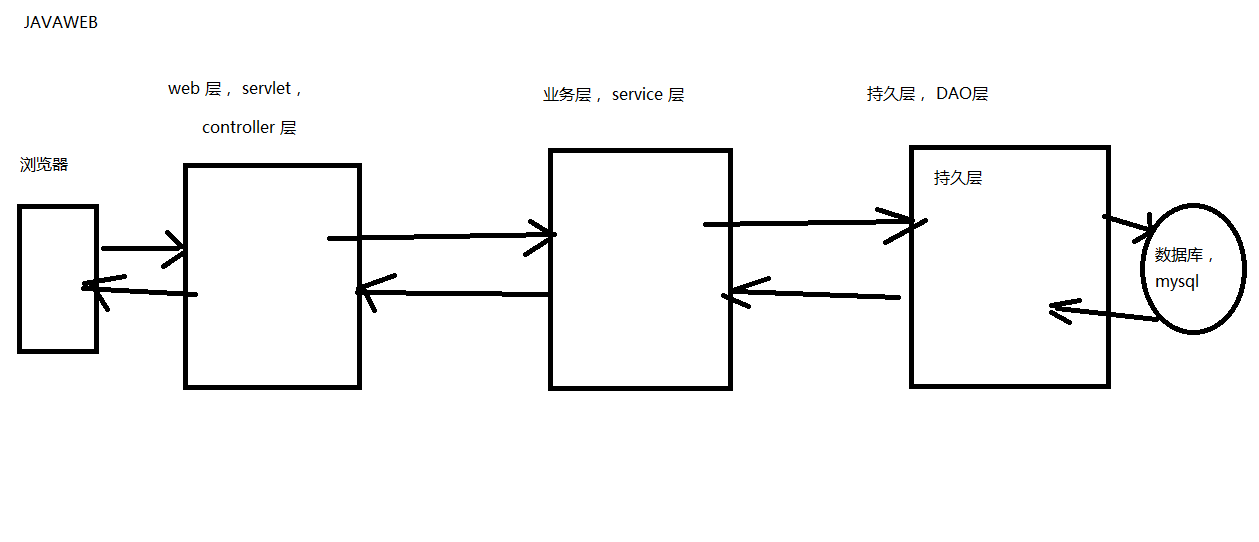 JAVAWEB
web 层， servlet，
controller 层
业务层， service 层
持久层， DAO层
浏览器
持久层
数据库，
mysql